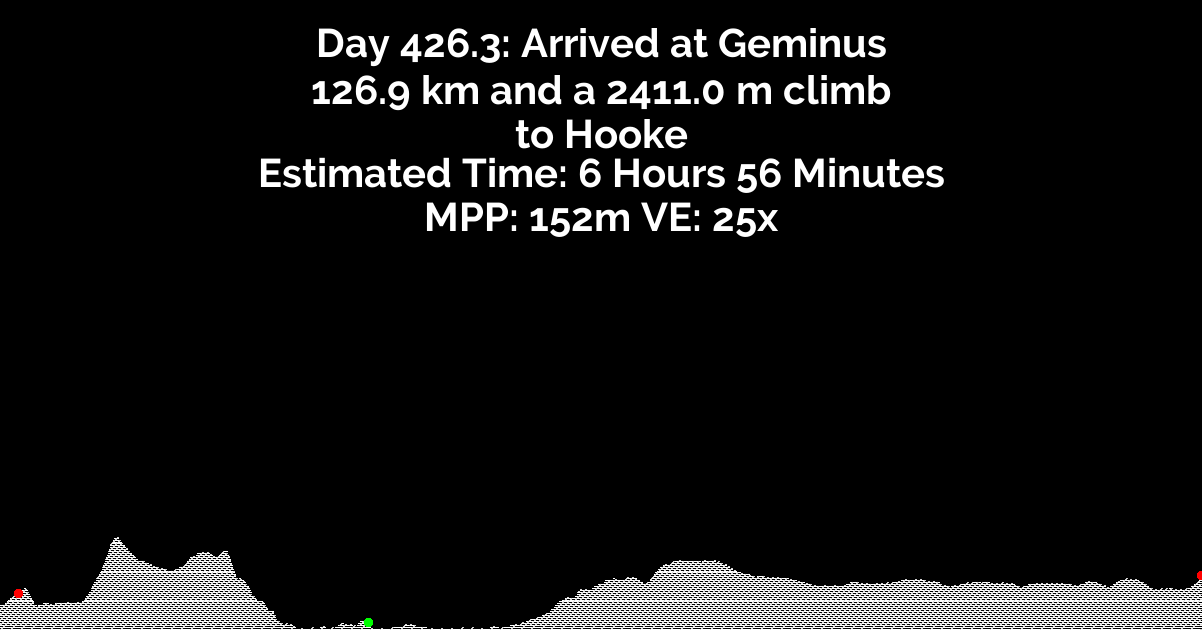 Day 426.3: Arrived at Geminus
126.9 km and a 2411.0 m climb
to Hooke
Estimated Time: 6 Hours 56 Minutes
MPP: 152m VE: 25x